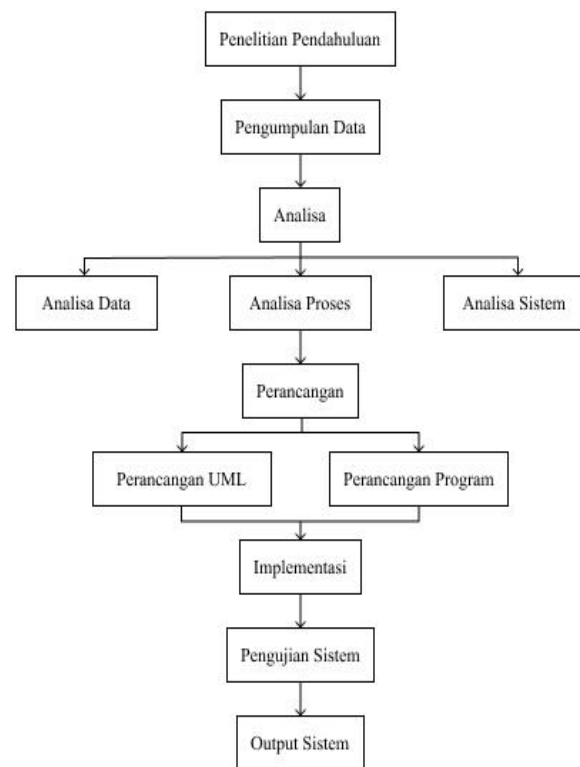 Penelitian Pendahuluan
Pengumpulan Data
Analisa
Analisa Data
Analisa Proses
Analisa Sistem
Perancangan
Perancangan UML
Perancangan Program
Implementasi
Pengujian Sistem
Output Sistem